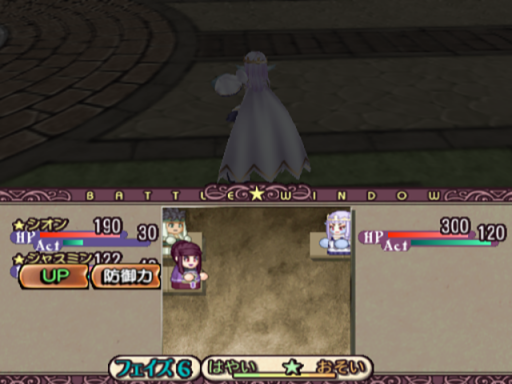 BATTLE★WINDOW
★シオン 190
HP 30
Act
★ジャスミン 122
UP 防御力
HP 300 120
Act
フェイズ6 はやい ★ おそい